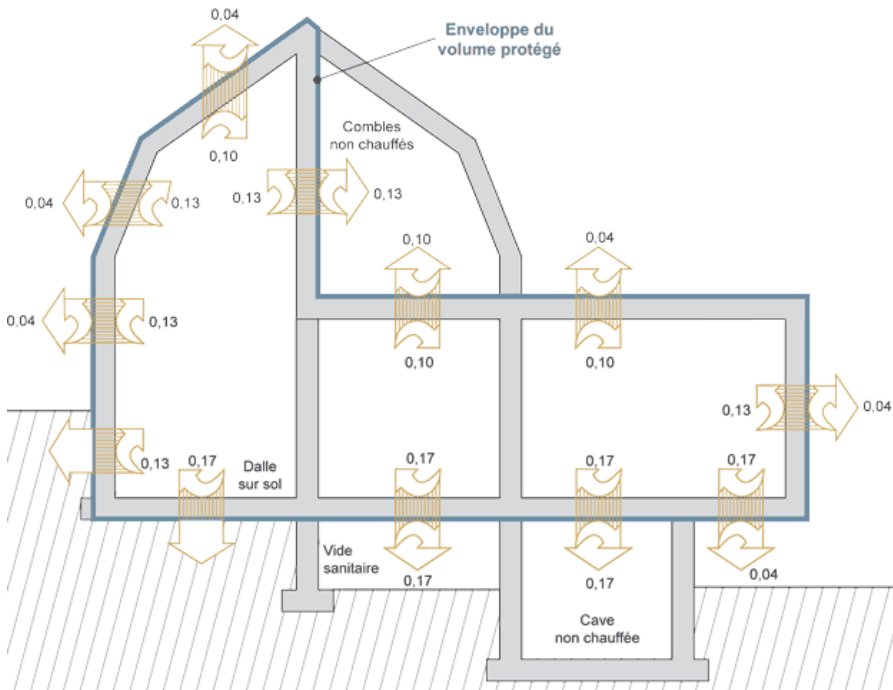 0,04
Enveloppe du
volume protégé
Combles
non chauffés
0,10
0,04
0,13
0,13
0,13
0,10
0,04
0,04
0,13
0,10
0,10
0,13
0,04
0,13
0,17
Dalle
sur sol
0,17
0,17
0,17
Vide
sanitaire
0,17
0,17
0,04
Cave
non chauffée